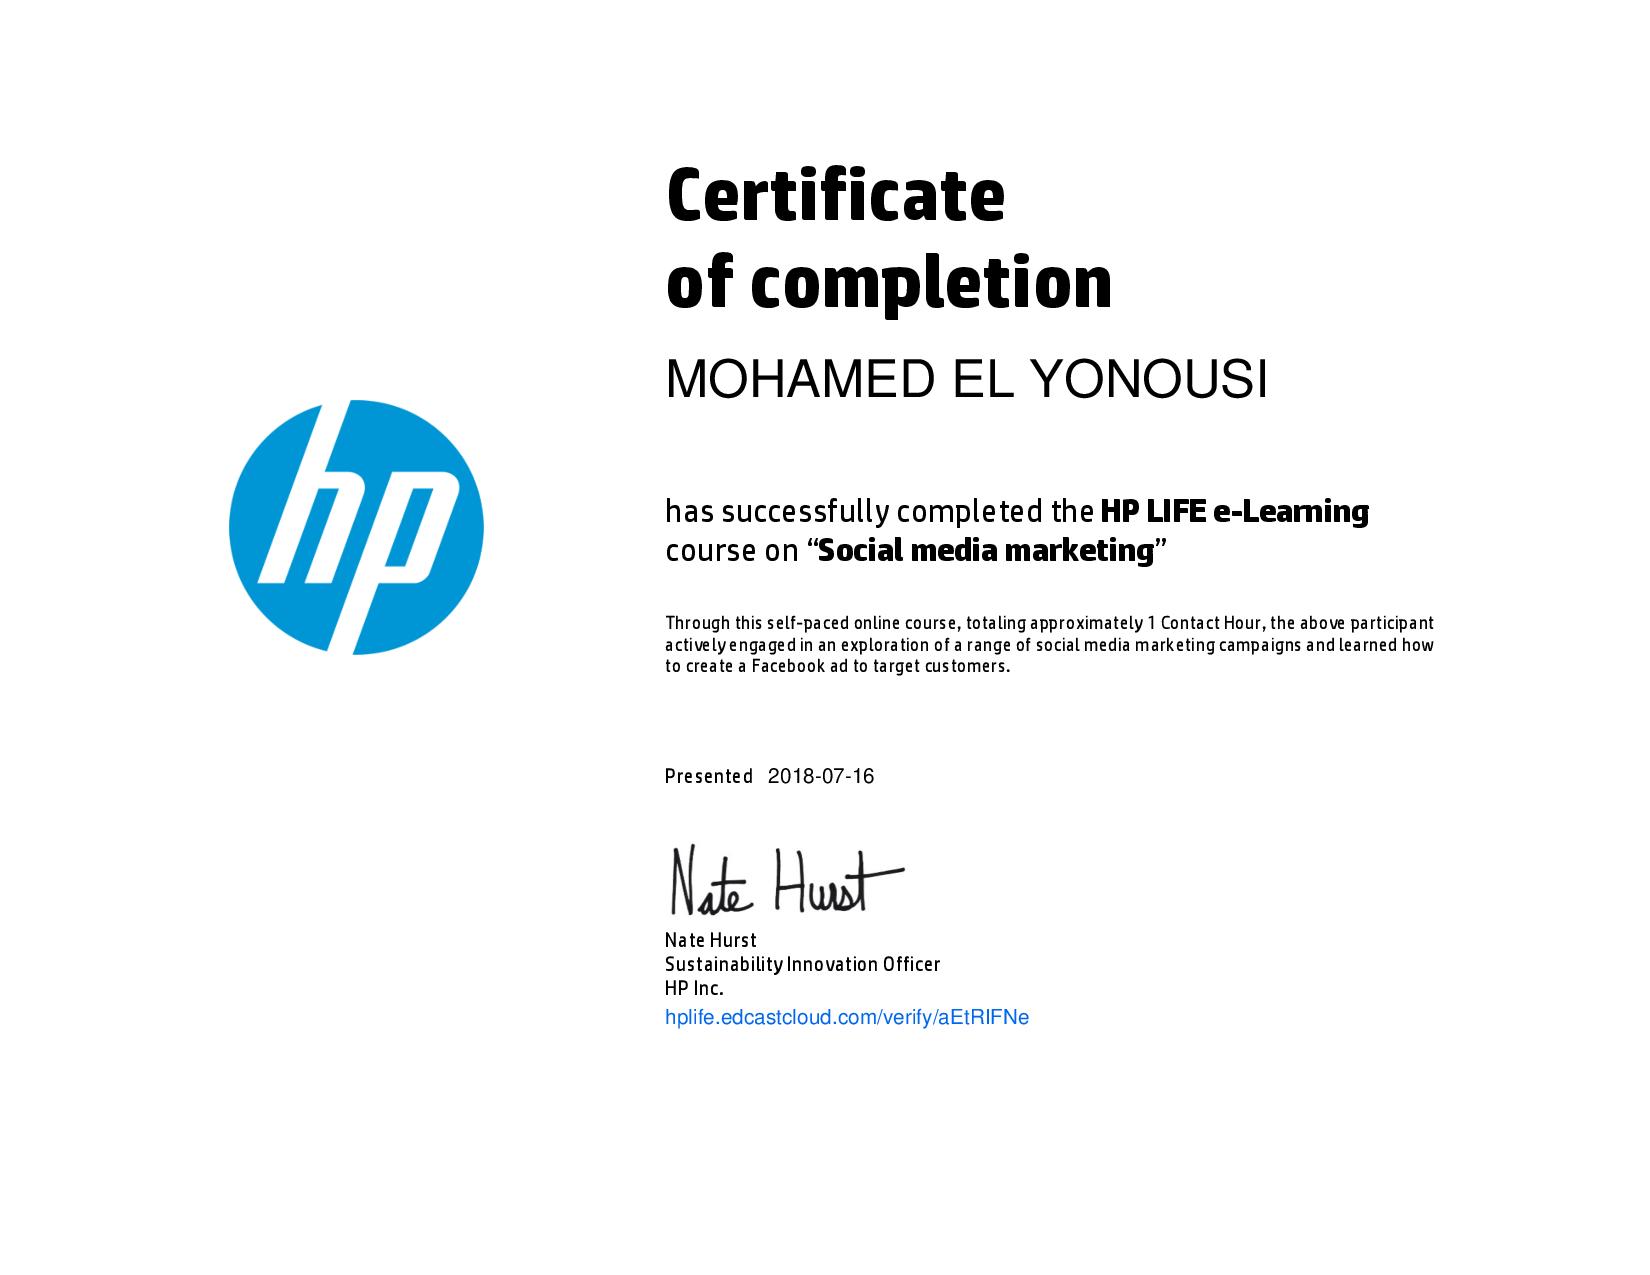 Certificate
of completion
MOHAMED EL YONOUSI
hp
has successfully completed the HP LIFE e-Learning
course on “Social media marketing”
Through this self-paced online course, totaling approximately 1 Contact Hour, the above participant
actively engaged in an exploration of a range of social media marketing campaigns and learned how
to create a Facebook ad to target customers.
Presented 2018-07-16
Nate Hurst
Nate Hurst
Sustainability Innovation Officer
HP Inc.
hplife.edcastcloud.com/verify/aEtRIFNe